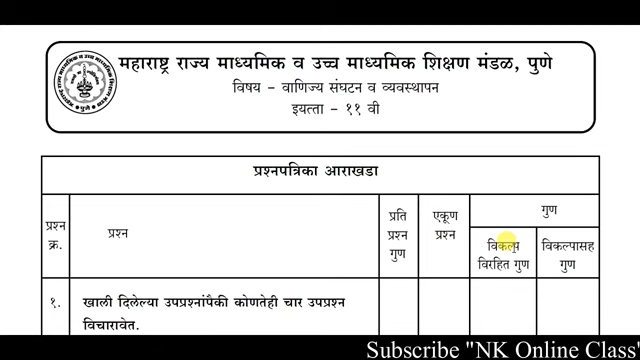 महाराष्ट्र राज्य माध्यमिक व उच्च माध्यमिक शिक्षण मंडळ, पुणे
विषय - वाणिज्य संघटन व व्यवस्थापन
इयत्ता - ११ वी
प्रश्नपत्रिका आराखडा
प्रश्न क्र.
प्रश्न
प्रति प्रश्न गुण
एकूण प्रश्न
गुण
विकल्प विरहित गुण
विकल्पासह गुण
१.
खाली दिलेल्या उपप्रश्नांपैकी कोणतेही चार उपप्रश्न
विचारावेत.
Subscribe "NK Online Class"